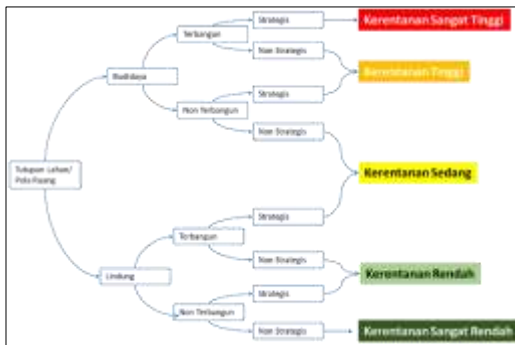 Strategis
Kerentanan Sangat Tinggi
Terbangun
Non Strategis
Kerentanan Tinggi
Budidaya
Strategis
Non Terbangun
Non Strategis
Tutupan Lahan/
Pola Ruang
Kerentanan Sedang
Strategis
Terbangun
Non Strategis
Lindung
Kerentanan Rendah
Strategis
Non Terbangun
Non Strategis
Kerentanan Sangat Rendah